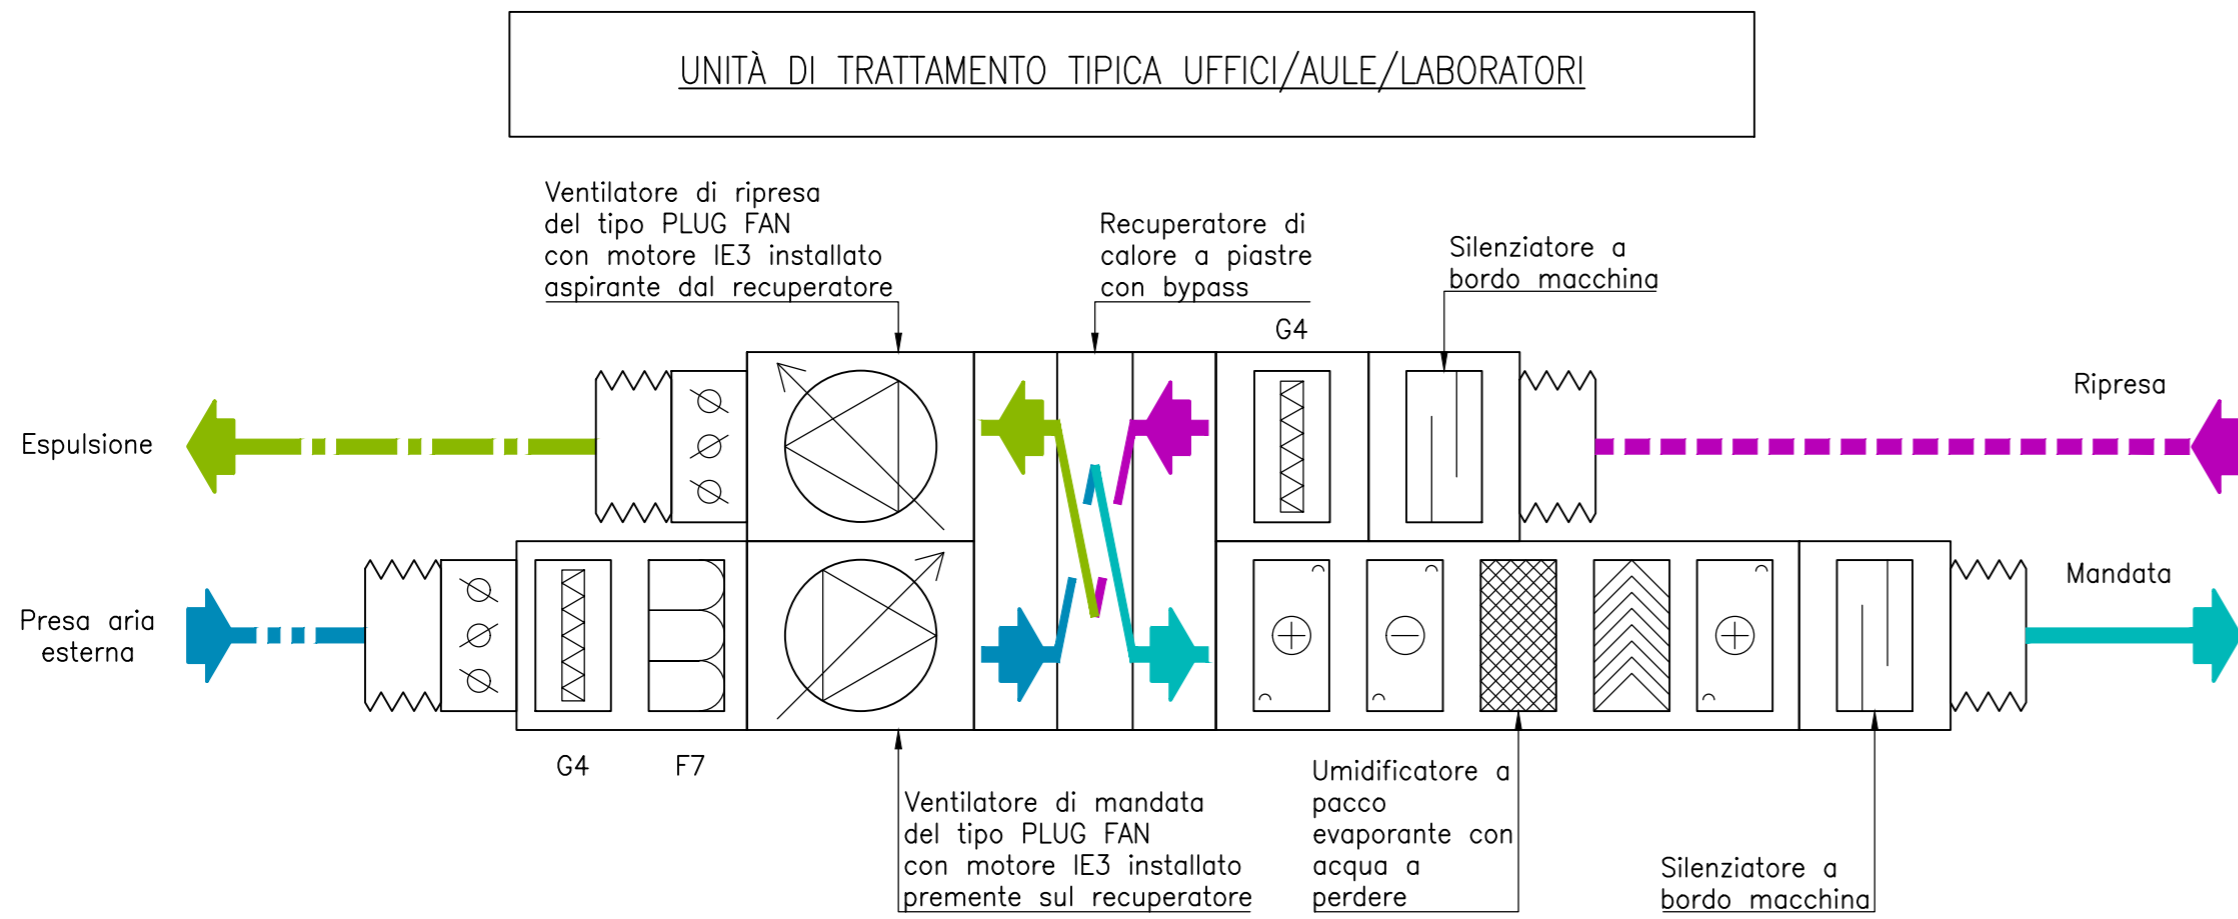 UNITÀ DI TRATTAMENTO TIPICA UFFICI/AULE/LABORATORI
Ventilatore di ripresa
del tipo PLUG FAN
con motore IE3 installato
aspirante dal recuperatore
Recuperatore di
calore a piastre
con bypass
Silenziatore a
bordo macchina
G4
Ripresa
Espulsione
Mandata
Presa aria
esterna
G4
F7
Ventilatore di mandata
del tipo PLUG FAN
con motore IE3 installato
premente sul recuperatore
Umidificatore a
pacco
evaporante con
acqua a
perdere
Silenziatore a
bordo macchina